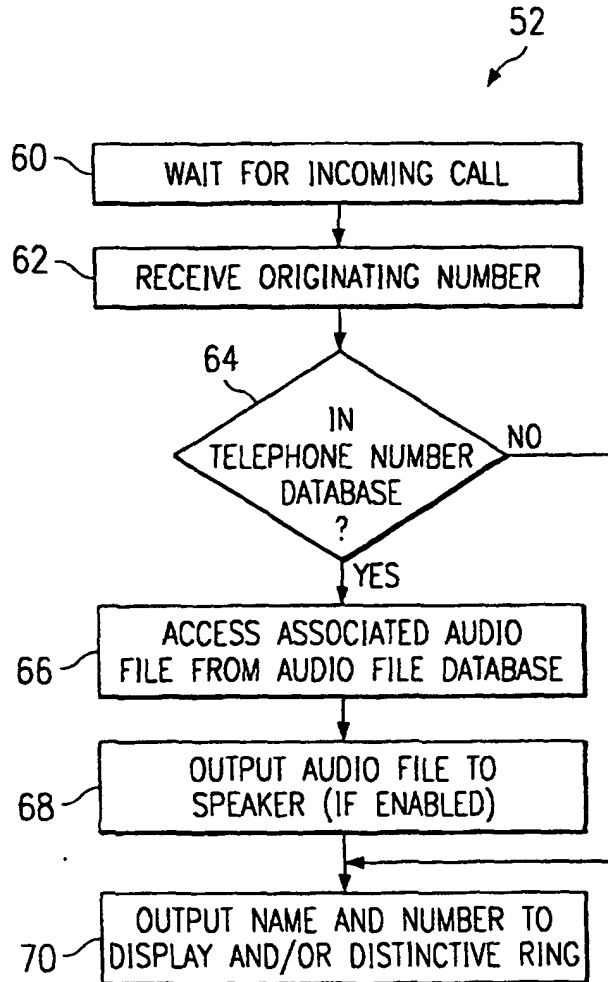 52
60
WAIT FOR INCOMING CALL
62
RECEIVE ORIGINATING NUMBER
64
IN
TELEPHONE NUMBER
DATABASE
?
NO
YES
66
ACCESS ASSOCIATED AUDIO
FILE FROM AUDIO FILE DATABASE
68
OUTPUT AUDIO FILE TO
SPEAKER (IF ENABLED)
70
OUTPUT NAME AND NUMBER TO
DISPLAY AND/OR DISTINCTIVE RING